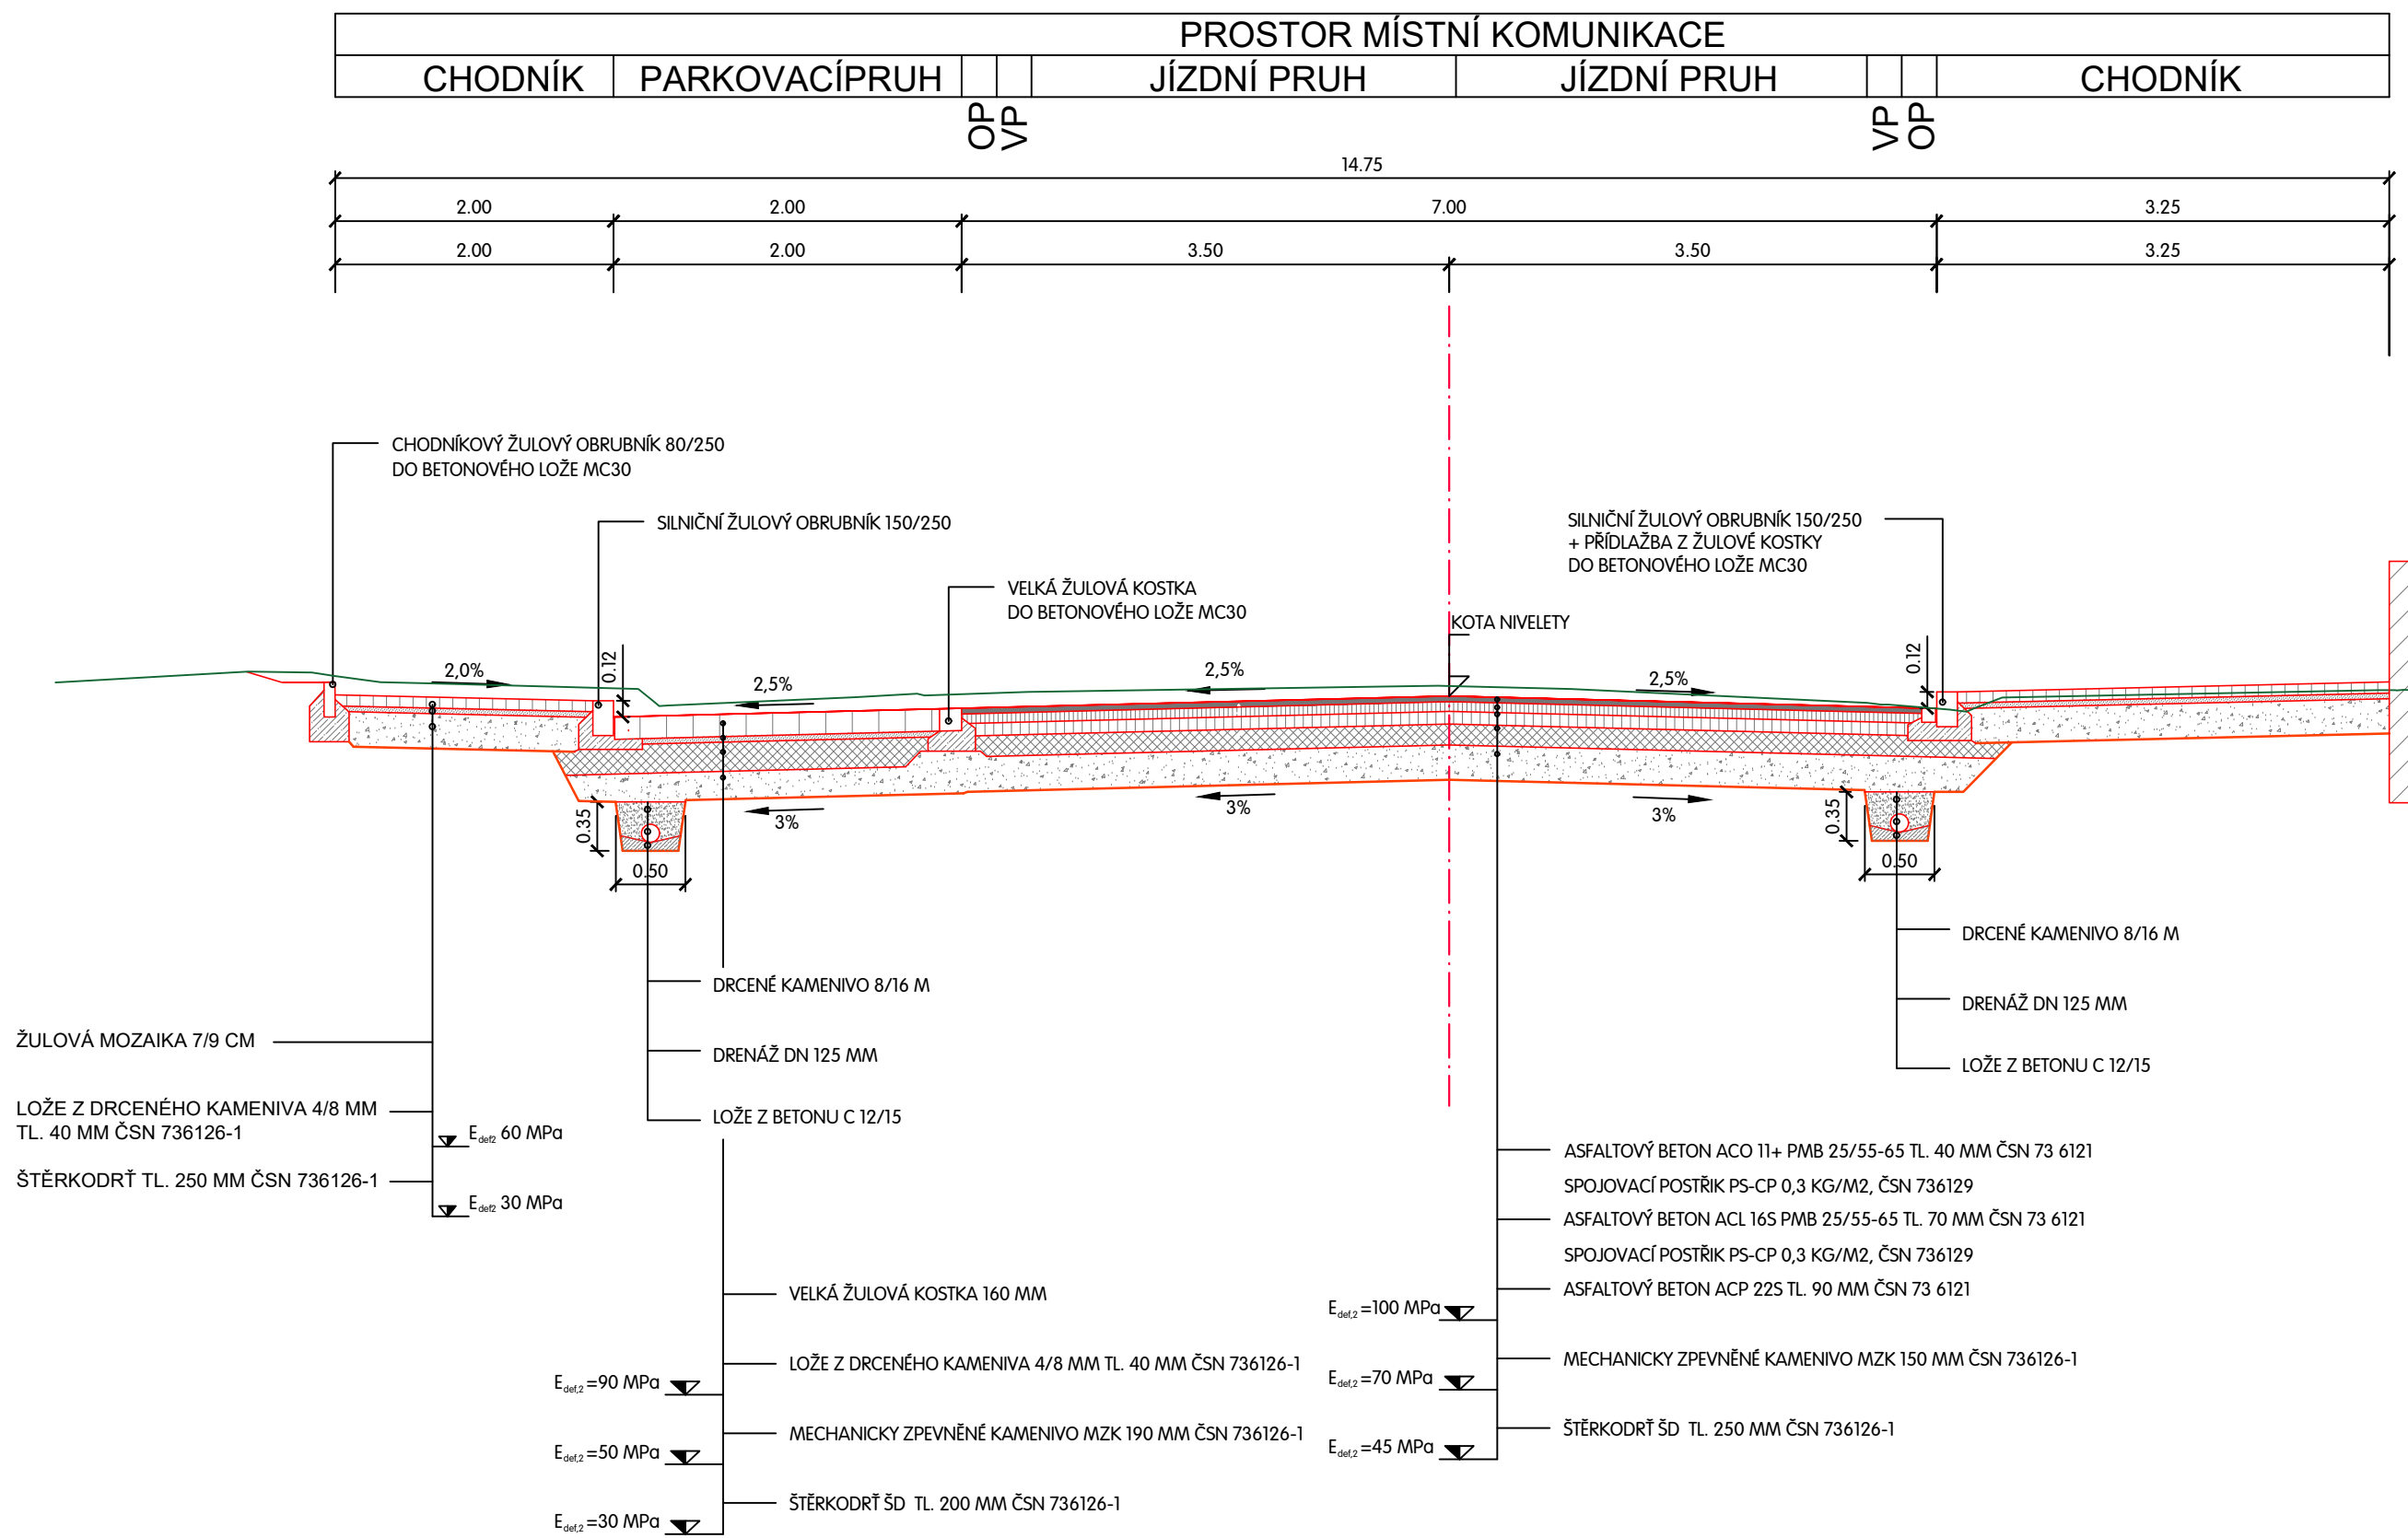 PROSTOR MÍSTNÍ KOMUNIKACE
CHODNÍK PARKOVACÍPRUH JÍZDNÍ PRUH JÍZDNÍ PRUH CHODNÍK
OP VP VP OP
14.75
2.00 2.00 7.00 3.25
2.00 2.00 3.50 3.50 3.25
CHODNÍKOVÝ ŽULOVÝ OBRUBNÍK 80/250
DO BETONOVÉHO LOŽE MC30
SILNIČNÍ ŽULOVÝ OBRUBNÍK 150/250
SILNIČNÍ ŽULOVÝ OBRUBNÍK 150/250
+ PŘÍDLAŽBA Z ŽULOVÉ KOSTKY
DO BETONOVÉHO LOŽE MC30
VELKÁ ŽULOVÁ KOSTKA
DO BETONOVÉHO LOŽE MC30
KOTA NIVELETY
2,0% 0.12 2,5% 2,5% 2,5% 0.12
0.35 3% 3% 3% 0.35
0.50 0.50
DRCENÉ KAMENIVO 8/16 M
DRENÁŽ DN 125 MM
LOŽE Z BETONU C 12/15
DRCENÉ KAMENIVO 8/16 M
DRENÁŽ DN 125 MM
LOŽE Z BETONU C 12/15
ŽULOVÁ MOZAIKA 7/9 CM
LOŽE Z DRCENÉHO KAMENIVA 4/8 MM
TL. 40 MM ČSN 736126-1
Edef2 60 MPa
ŠTĚRKODRŤ TL. 250 MM ČSN 736126-1
Edef2 30 MPa
VELKÁ ŽULOVÁ KOSTKA 160 MM
LOŽE Z DRCENÉHO KAMENIVA 4/8 MM TL. 40 MM ČSN 736126-1
Edef,2 =90 MPa
MECHANICKY ZPEVNĚNÉ KAMENIVO MZK 190 MM ČSN 736126-1
Edef,2 =50 MPa
ŠTĚRKODRŤ ŠD TL. 200 MM ČSN 736126-1
Edef,2 =30 MPa
ASFALTOVÝ BETON ACO 11+ PMB 25/55-65 TL. 40 MM ČSN 73 6121
SPOJOVACÍ POSTŘIK PS-CP 0,3 KG/M2, ČSN 736129
ASFALTOVÝ BETON ACL 16S PMB 25/55-65 TL. 70 MM ČSN 73 6121
SPOJOVACÍ POSTŘIK PS-CP 0,3 KG/M2, ČSN 736129
ASFALTOVÝ BETON ACP 22S TL. 90 MM ČSN 73 6121
Edef,2 =100 MPa
MECHANICKY ZPEVNĚNÉ KAMENIVO MZK 150 MM ČSN 736126-1
Edef,2 =70 MPa
ŠTĚRKODRŤ ŠD TL. 250 MM ČSN 736126-1
Edef,2 =45 MPa